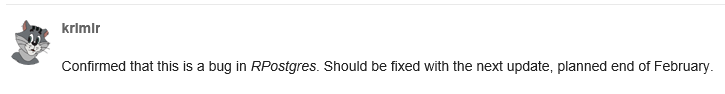 krlmlr
Confirmed that this is a bug in RPostgres. Should be fixed with the next update, planned end of February.